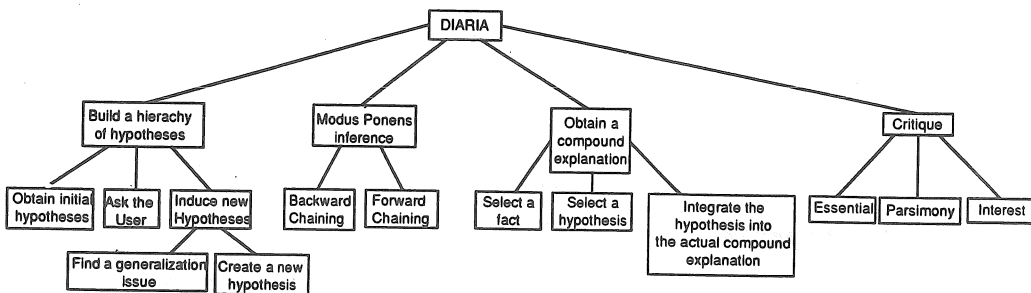 DIARIA
Build a hierachy
of hypotheses
Modus Ponens
inference
Obtain a
compound
explanation
Critique
Obtain initial
hypotheses
Ask the
User
Induce new
Hypotheses
Backward
Chaining
Forward
Chaining
Select a
fact
Select a
hypothesis
Integrate the
hypothesis into
the actual compound
explanation
Essential
Parsimony
Interest
Find a generalization
issue
Create a new
hypothesis